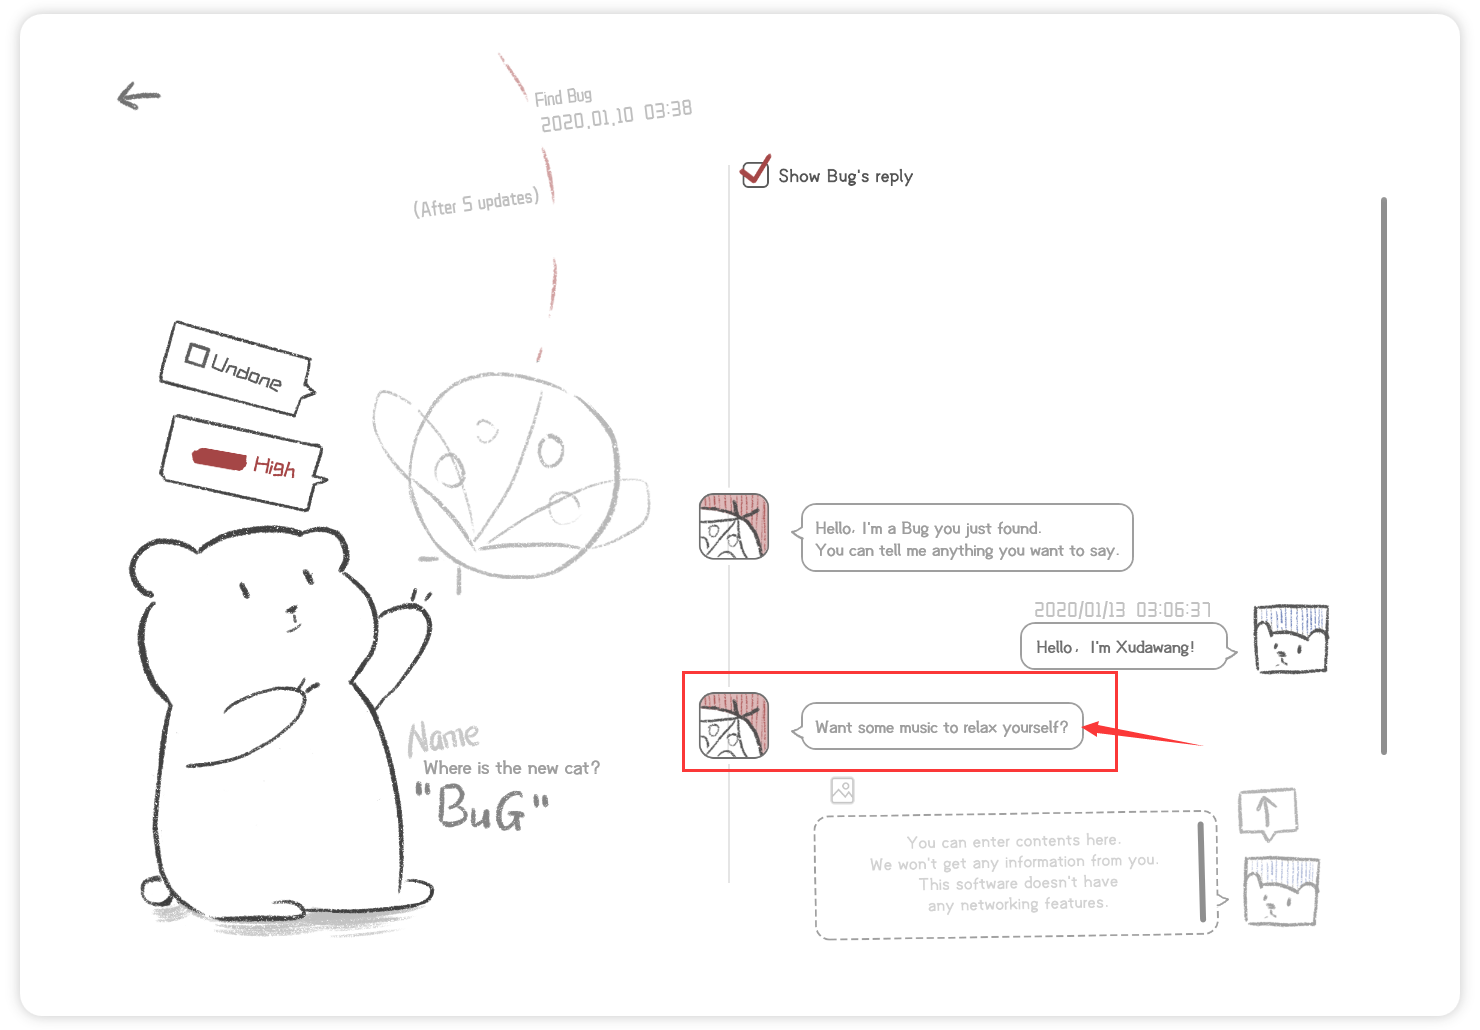 Find Bug
2020.01.10 03:38
(After 5 updates)
Show Bug's reply
Undone
High
Hello, I'm a Bug you just found.
You can tell me anything you want to say.
2020/01/13 03:06:37
Hello, I'm Xudawang!
Want some music to relax yourself?
Name
Where is the new cat?
"BuG"
You can enter contents here.
We won't get any information from you.
This software doesn't have
any networking features.